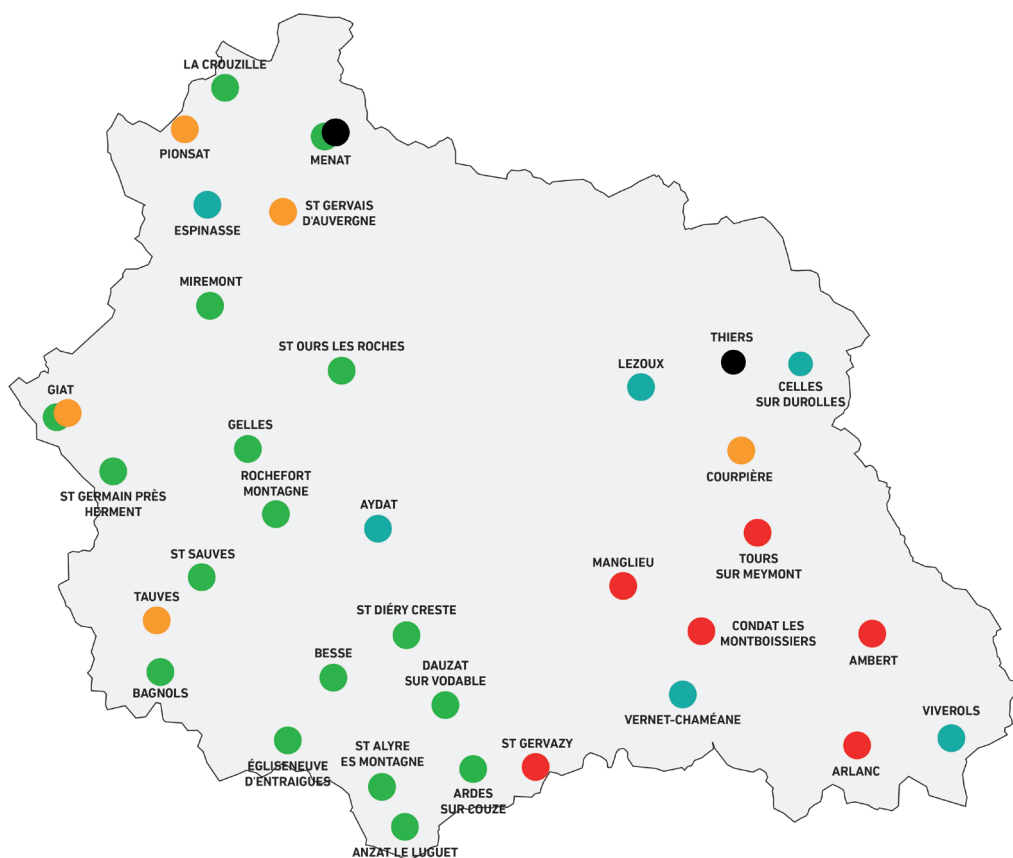 LA CROUZILLE
PIONSAT
MENAT
ST GERVAIS
D'AUVERGNE
ESPINASSE
MIREMONT
ST OURS LES ROCHES
THIERS
LEZOUX
CELLES
SUR DUROLLES
GIAT
GELLES
ROCHEFORT
MONTAGNE
COURPIÈRE
ST GERMAIN PRÈS
HERMENT
AYDAT
ST SAUVES
MANGLIEU
TOURS
SUR MEYMONT
TAUVES
ST DIÉRY CRESTE
CONDAT LES
MONTBOISSIERS
AMBERT
BESSE
DAUZAT
SUR VODABLE
BAGNOLS
VERNET-CHAMÉANE
VIVEROLS
ÉGLISENEUVE
D'ENTRAIGUES
ST ALYRE
ES MONTAGNE
ST GERVAZY
ARLANC
ARDES
SUR COUZE
ANZAT LE LUGUET